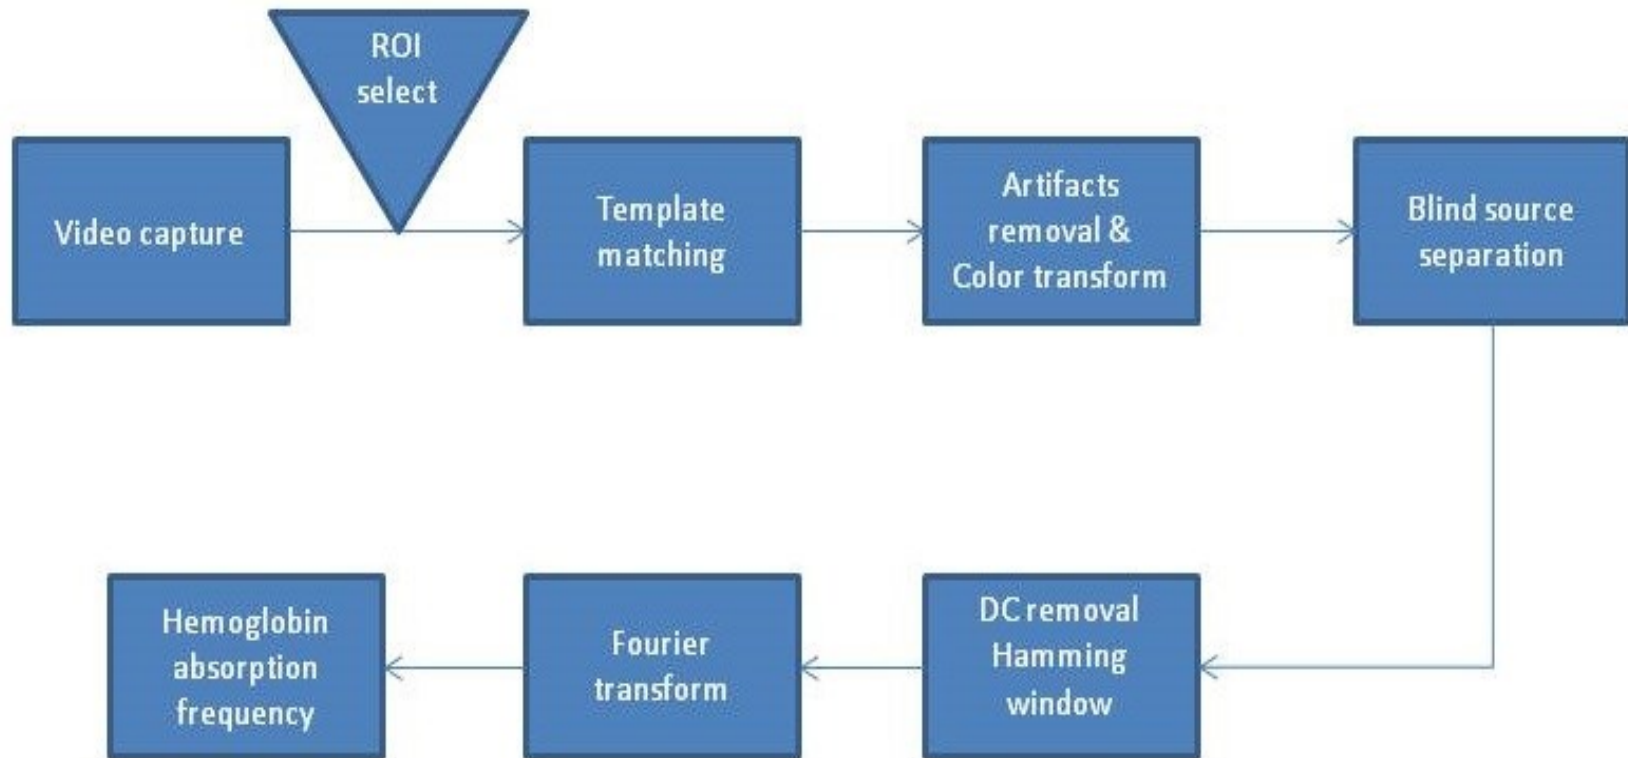 ROI
select
Video capture
Template
matching
Artifacts
removal &
Color transform
Blind source
separation
Hemoglobin
absorption
frequency
Fourier
transform
DC removal
Hamming
window